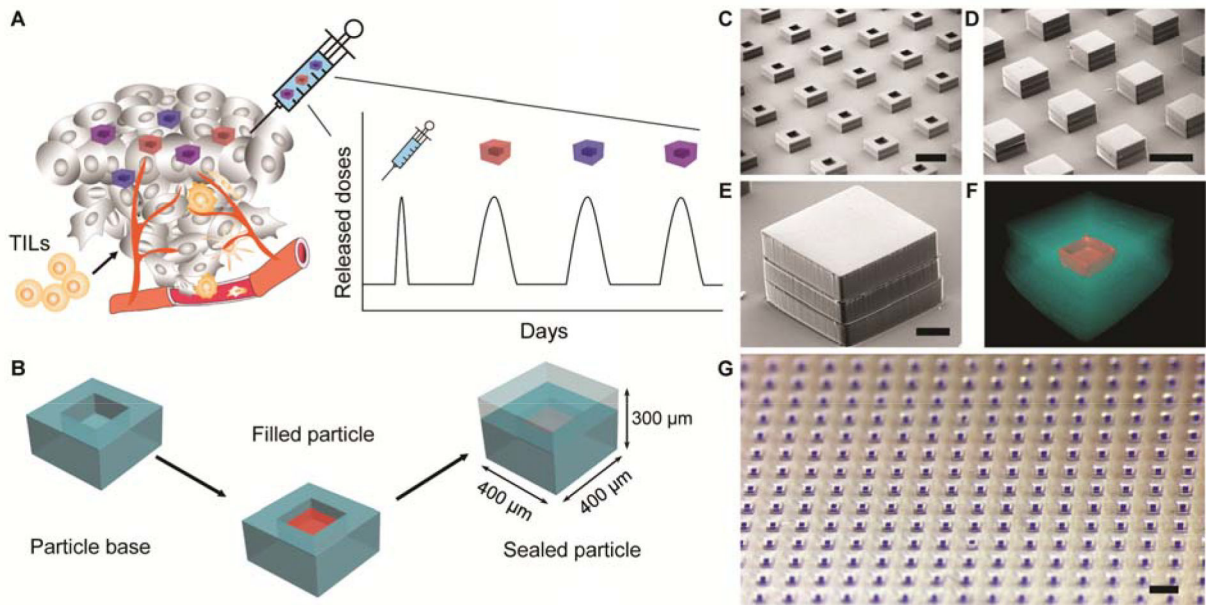 A
TILs
Released doses
Days
B
Particle base
Filled particle
Sealed particle
400 µm
400 µm
300 µm
C
D
E
F
G